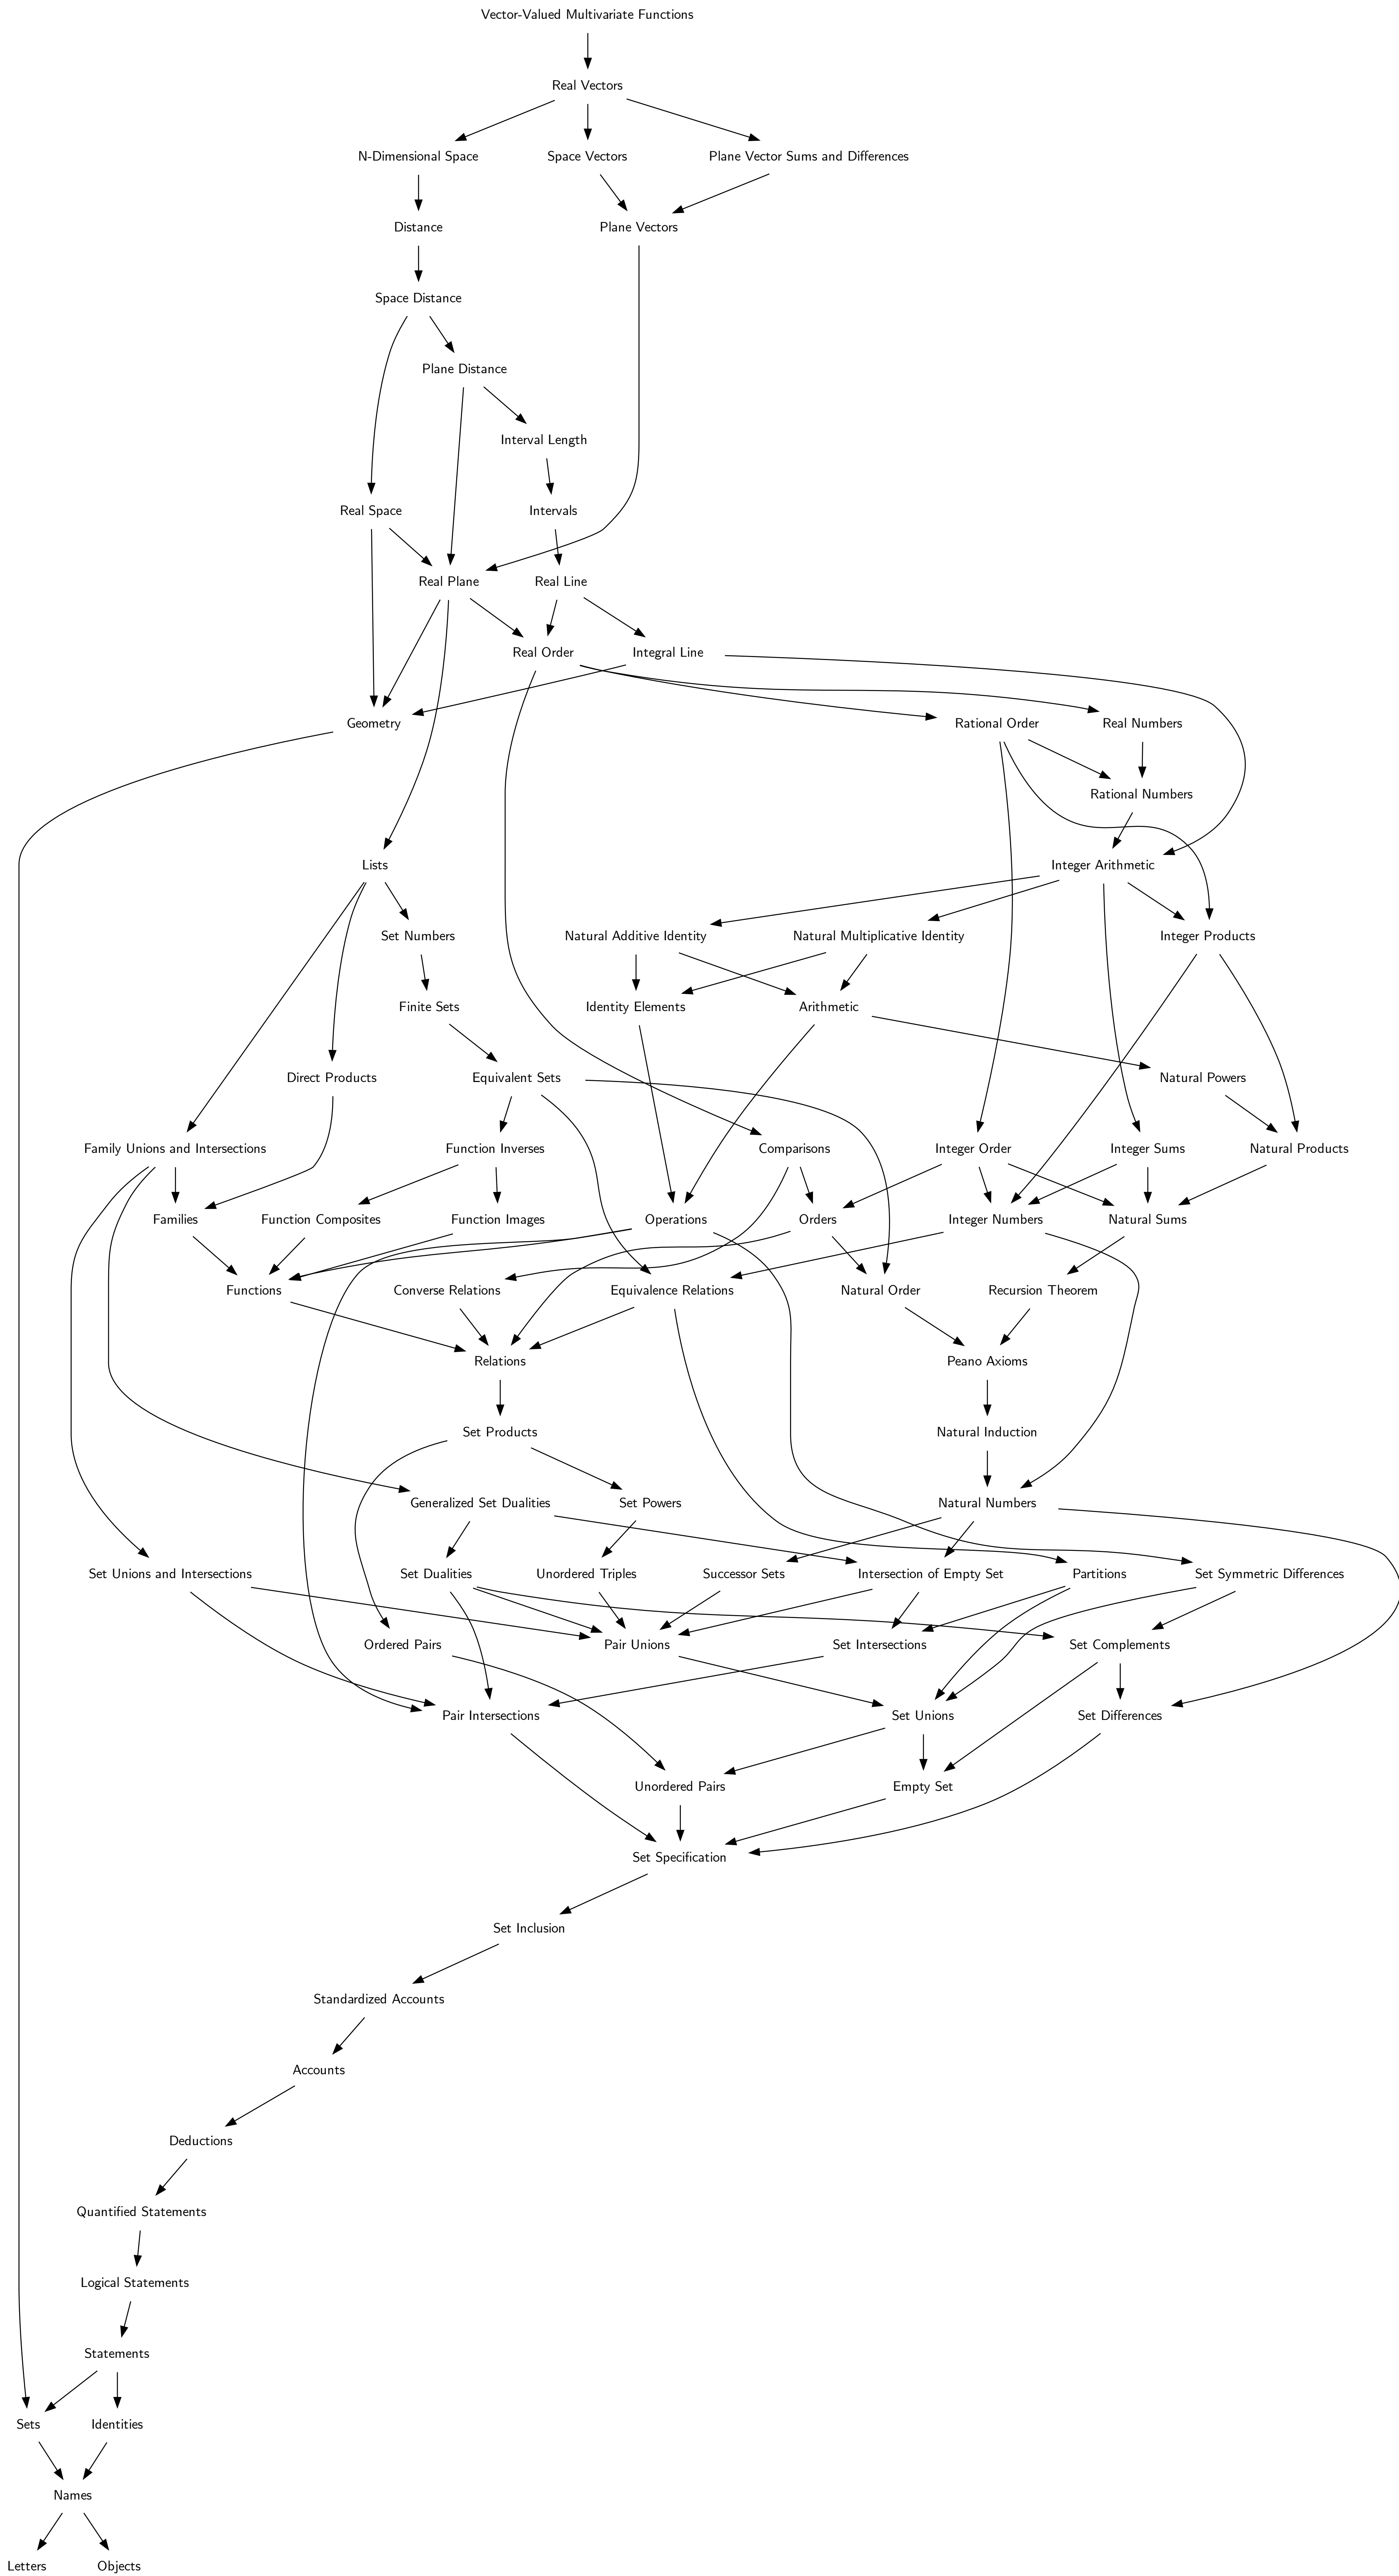 Vector-Valued Multivariate Functions
Real Vectors
N-Dimensional Space
Space Vectors
Plane Vector Sums and Differences
Distance
Plane Vectors
Space Distance
Plane Distance
Interval Length
Real Space
Intervals
Real Plane
Real Line
Real Order
Integral Line
Geometry
Rational Order
Real Numbers
Rational Numbers
Lists
Integer Arithmetic
Set Numbers
Natural Additive Identity
Natural Multiplicative Identity
Integer Products
Finite Sets
Identity Elements
Arithmetic
Direct Products
Equivalent Sets
Natural Powers
Family Unions and Intersections
Function Inverses
Comparisons
Integer Order
Integer Sums
Natural Products
Families
Function Composites
Function Images
Operations
Orders
Integer Numbers
Natural Sums
Functions
Converse Relations
Equivalence Relations
Natural Order
Recursion Theorem
Relations
Peano Axioms
Set Products
Natural Induction
Generalized Set Dualities
Set Powers
Natural Numbers
Set Unions and Intersections
Set Dualities
Unordered Triples
Successor Sets
Intersection of Empty Set
Partitions
Set Symmetric Differences
Ordered Pairs
Pair Unions
Set Intersections
Set Complements
Pair Intersections
Set Unions
Set Differences
Unordered Pairs
Empty Set
Set Specification
Set Inclusion
Standardized Accounts
Accounts
Deductions
Quantified Statements
Logical Statements
Statements
Sets
Identities
Names
Letters
Objects